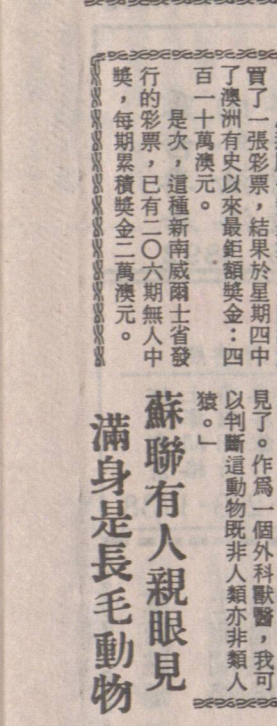 買了一張彩票，結果於星期四中
了澳洲有史以來最鉅額獎金：四
百一十萬澳元。
是次，這種新南威爾士省發
行的彩票，已有二〇六期無人中
獎，每期累積獎金二萬澳元。
見了。作爲一個外科獸醫，我可
以判斷這動物既非人類亦非類人
猿。」
蘇聯有人親眼見
滿身是長毛動物